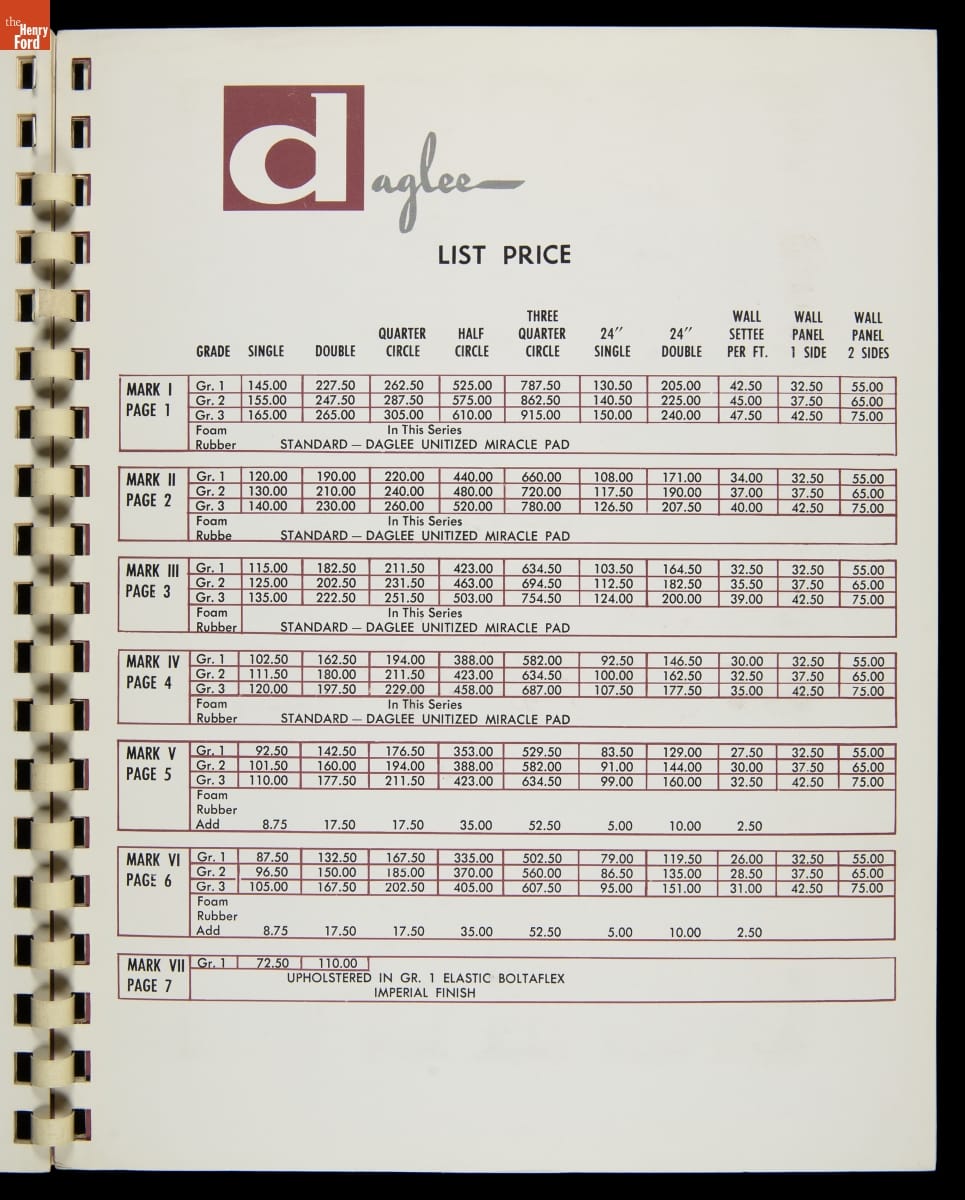 the
Henry
Ford
daglee
LIST PRICE
GRADE SINGLE DOUBLE QUARTER CIRCLE HALF CIRCLE THREE QUARTER CIRCLE 24″ SINGLE 24″ DOUBLE WALL SETTEE PER FT. WALL PANEL 1 SIDE WALL PANEL 2 SIDES
MARK I
PAGE 1
Gr. 1 145.00 227.50 262.50 525.00 787.50 130.50 205.00 42.50 32.50 55.00
Gr. 2 155.00 247.50 287.50 575.00 862.50 140.50 225.00 45.00 37.50 65.00
Gr. 3 165.00 265.00 305.00 610.00 915.00 150.00 240.00 47.50 42.50 75.00
Foam In This Series
Rubber STANDARD — DAGLEE UNITIZED MIRACLE PAD
MARK II
PAGE 2
Gr. 1 120.00 190.00 220.00 440.00 660.00 108.00 171.00 34.00 32.50 55.00
Gr. 2 130.00 210.00 240.00 480.00 720.00 117.50 190.00 37.00 37.50 65.00
Gr. 3 140.00 230.00 260.00 520.00 780.00 126.50 207.50 40.00 42.50 75.00
Foam In This Series
Rubbe STANDARD — DAGLEE UNITIZED MIRACLE PAD
MARK III
PAGE 3
Gr. 1 115.00 182.50 211.50 423.00 634.50 103.50 164.50 32.50 32.50 55.00
Gr. 2 125.00 202.50 231.50 463.00 694.50 112.50 182.50 35.50 37.50 65.00
Gr. 3 135.00 222.50 251.50 503.00 754.50 124.00 200.00 39.00 42.50 75.00
Foam In This Series
Rubber STANDARD — DAGLEE UNITIZED MIRACLE PAD
MARK IV
PAGE 4
Gr. 1 102.50 162.50 194.00 388.00 582.00 92.50 146.50 30.00 32.50 55.00
Gr. 2 111.50 180.00 211.50 423.00 634.50 100.00 162.50 32.50 37.50 65.00
Gr. 3 120.00 197.50 229.00 458.00 687.00 107.50 177.50 35.00 42.50 75.00
Foam In This Series
Rubber STANDARD — DAGLEE UNITIZED MIRACLE PAD
MARK V
PAGE 5
Gr. 1 92.50 142.50 176.50 353.00 529.50 83.50 129.00 27.50 32.50 55.00
Gr. 2 101.50 160.00 194.00 388.00 582.00 91.00 144.00 30.00 37.50 65.00
Gr. 3 110.00 177.50 211.50 423.00 634.50 99.00 160.00 32.50 42.50 75.00
Foam
Rubber
Add 8.75 17.50 17.50 35.00 52.50 5.00 10.00 2.50
MARK VI
PAGE 6
Gr. 1 87.50 132.50 167.50 335.00 502.50 79.00 119.50 26.00 32.50 55.00
Gr. 2 96.50 150.00 185.00 370.00 560.00 86.50 135.00 28.50 37.50 65.00
Gr. 3 105.00 167.50 202.50 405.00 607.50 95.00 151.00 31.00 42.50 75.00
Foam
Rubber
Add 8.75 17.50 17.50 35.00 52.50 5.00 10.00 2.50
MARK VII
PAGE 7
Gr. 1 72.50 110.00
UPHOLSTERED IN GR. 1 ELASTIC BOLTAFLEX
IMPERIAL FINISH